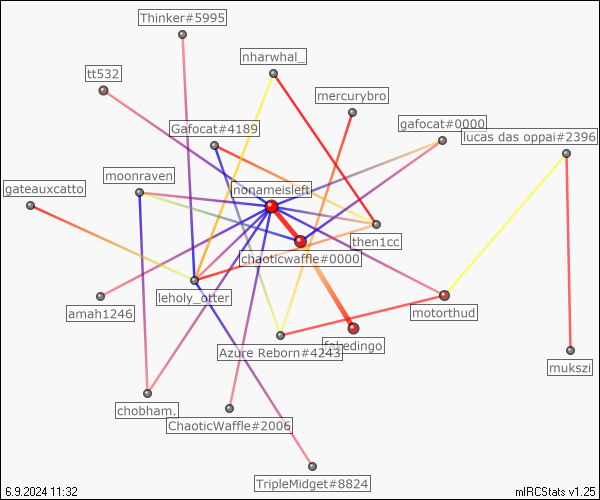 Thinker#5995
nharwhal_
tt532
mercurybro
Gafocat#4189
gafocat#0000
lucas das oppai#2396
moonraven
gateauxcatto
nonameisleft
then1cc
chaoticwaffle#0000
leholy_otter
amah1246
motorthud
Azure Reborn#4243
mukszi
chobham.
ChaoticWaffle#2006
TripleMidget#8824
6.9.2024 11:32
mIRCStats v1.25